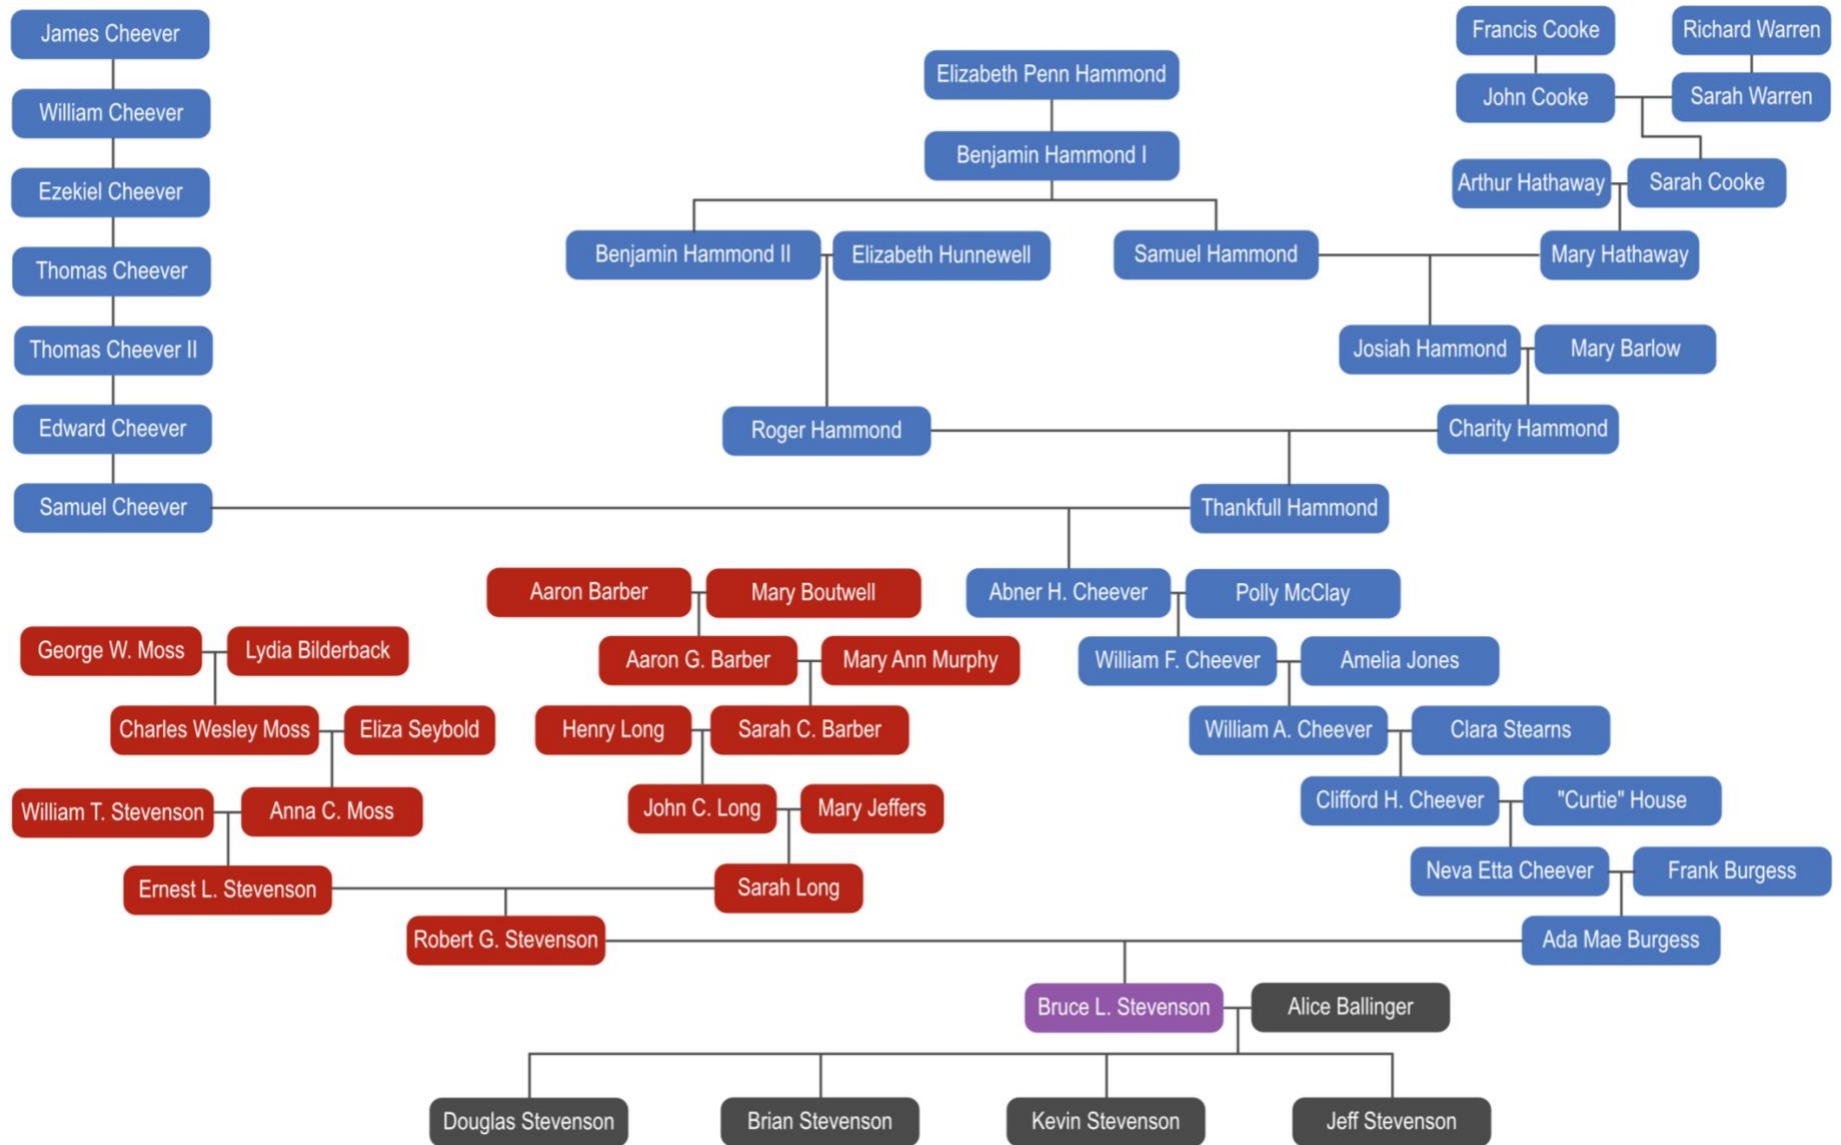 James Cheever
Francis Cooke
Richard Warren
Elizabeth Penn Hammond
William Cheever
John Cooke
Sarah Warren
Benjamin Hammond I
Ezekiel Cheever
Arthur Hathaway
Sarah Cooke
Benjamin Hammond II
Elizabeth Hunnewell
Samuel Hammond
Mary Hathaway
Thomas Cheever
Thomas Cheever II
Josiah Hammond
Mary Barlow
Edward Cheever
Roger Hammond
Charity Hammond
Samuel Cheever
Thankfull Hammond
Aaron Barber
Mary Boutwell
Abner H. Cheever
Polly McClay
George W. Moss
Lydia Bilderback
Aaron G. Barber
Mary Ann Murphy
William F. Cheever
Amelia Jones
Charles Wesley Moss
Eliza Seybold
Henry Long
Sarah C. Barber
William A. Cheever
Clara Stearns
William T. Stevenson
Anna C. Moss
John C. Long
Mary Jeffers
Clifford H. Cheever
"Curtie" House
Ernest L. Stevenson
Sarah Long
Neva Etta Cheever
Frank Burgess
Robert G. Stevenson
Ada Mae Burgess
Bruce L. Stevenson
Alice Ballinger
Douglas Stevenson
Brian Stevenson
Kevin Stevenson
Jeff Stevenson